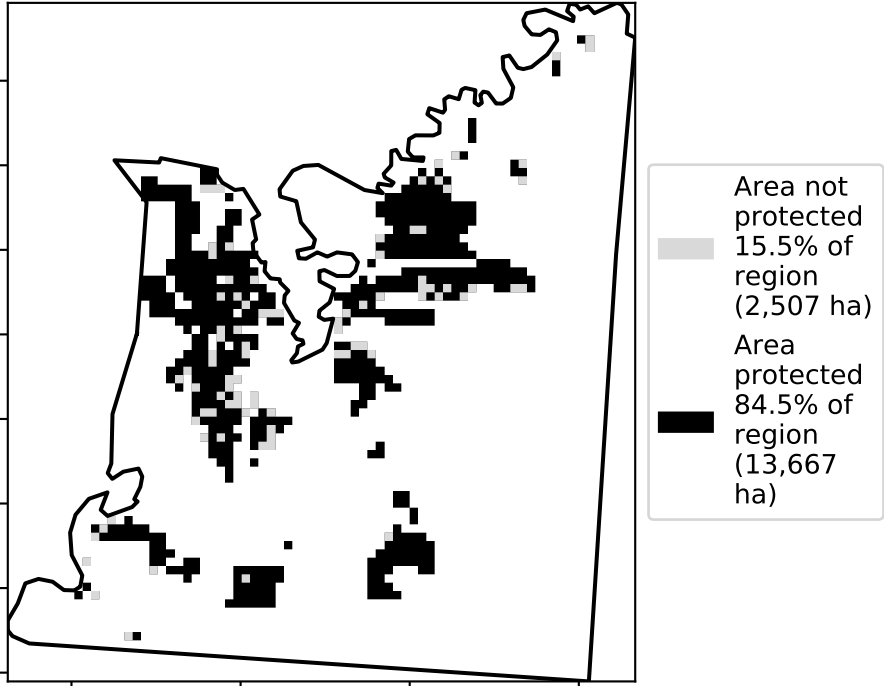 Area not
protected
15.5% of
region
(2,507 ha)
Area
protected
84.5% of
region
(13,667
ha)